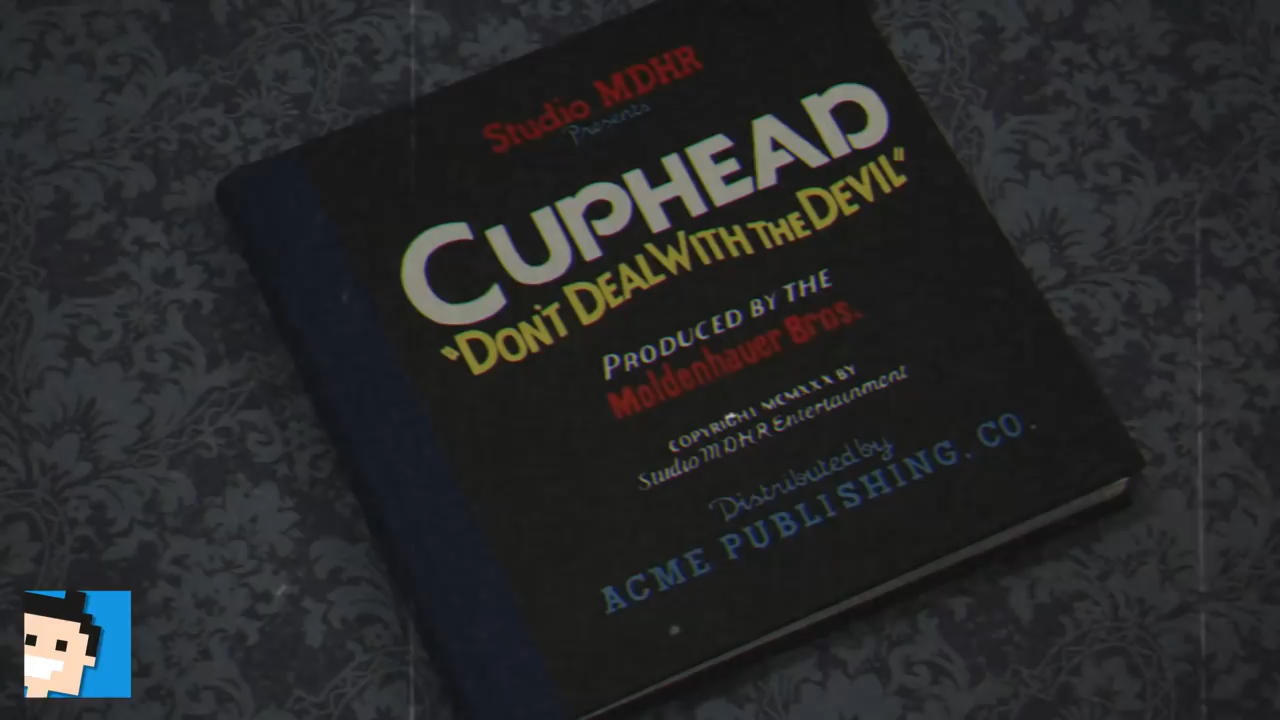 Studio MDHR
Presents
CUPHEAD
"DON'T DEAL WITH THE DEVIL"
PRODUCED BY THE
Moldenhauer Bros.
COPYRIGHT MCMXXX BY
Studio MDHR Entertainment
Distributed by
ACME PUBLISHING. CO.